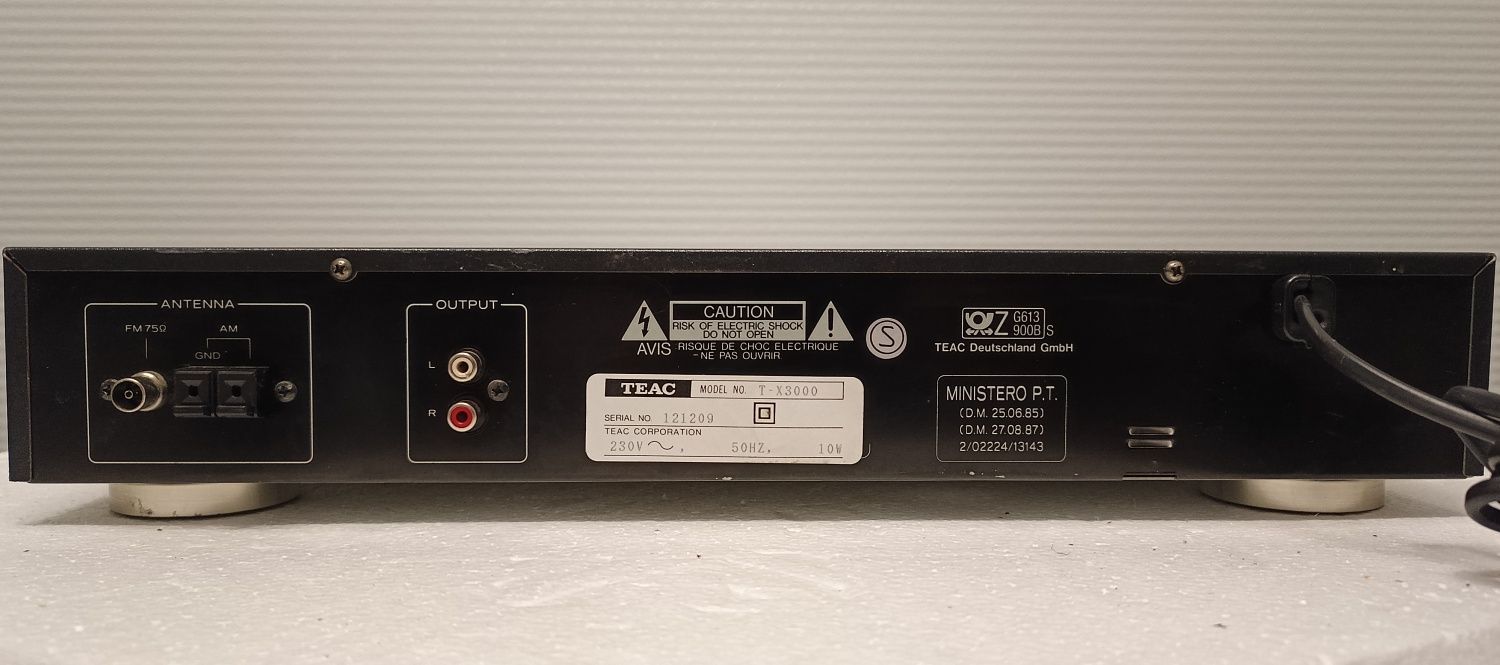 ANTENNA
FM 75Ω
AM
GND
OUTPUT
L
R
CAUTION
RISK OF ELECTRIC SHOCK
DO NOT OPEN
AVIS
RISQUE DE CHOC ELECTRIQUE
-NE PAS OUVRIR
S
Z
G613
900B
S
TEAC Deutschland GmbH
TEAC MODEL NO. T-X3000
SERIAL NO. 121209
TEAC CORPORATION
230V ~, 50HZ, 10W
MINISTERO P.T.
(D.M. 25.06.85)
(D.M. 27.08.87)
2/02224/13143